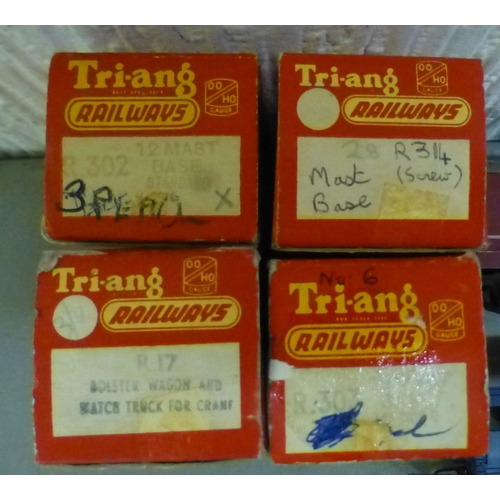 Tri-ang
OO
HO
GAUGE
RAILWAYS
R 302
12 MAST
BASE
X
Tri-ang
OO
HO
GAUGE
RAILWAYS
28 R314
Mast (Screw)
Base
Tri-ang
OO
HO
GAUGE
RAILWAYS
R.17
BOLSTER WAGON AND
MATCH TRUCK FOR CRANE
No. 6
Tri-ang
OO
HO
GAUGE
RAILWAYS